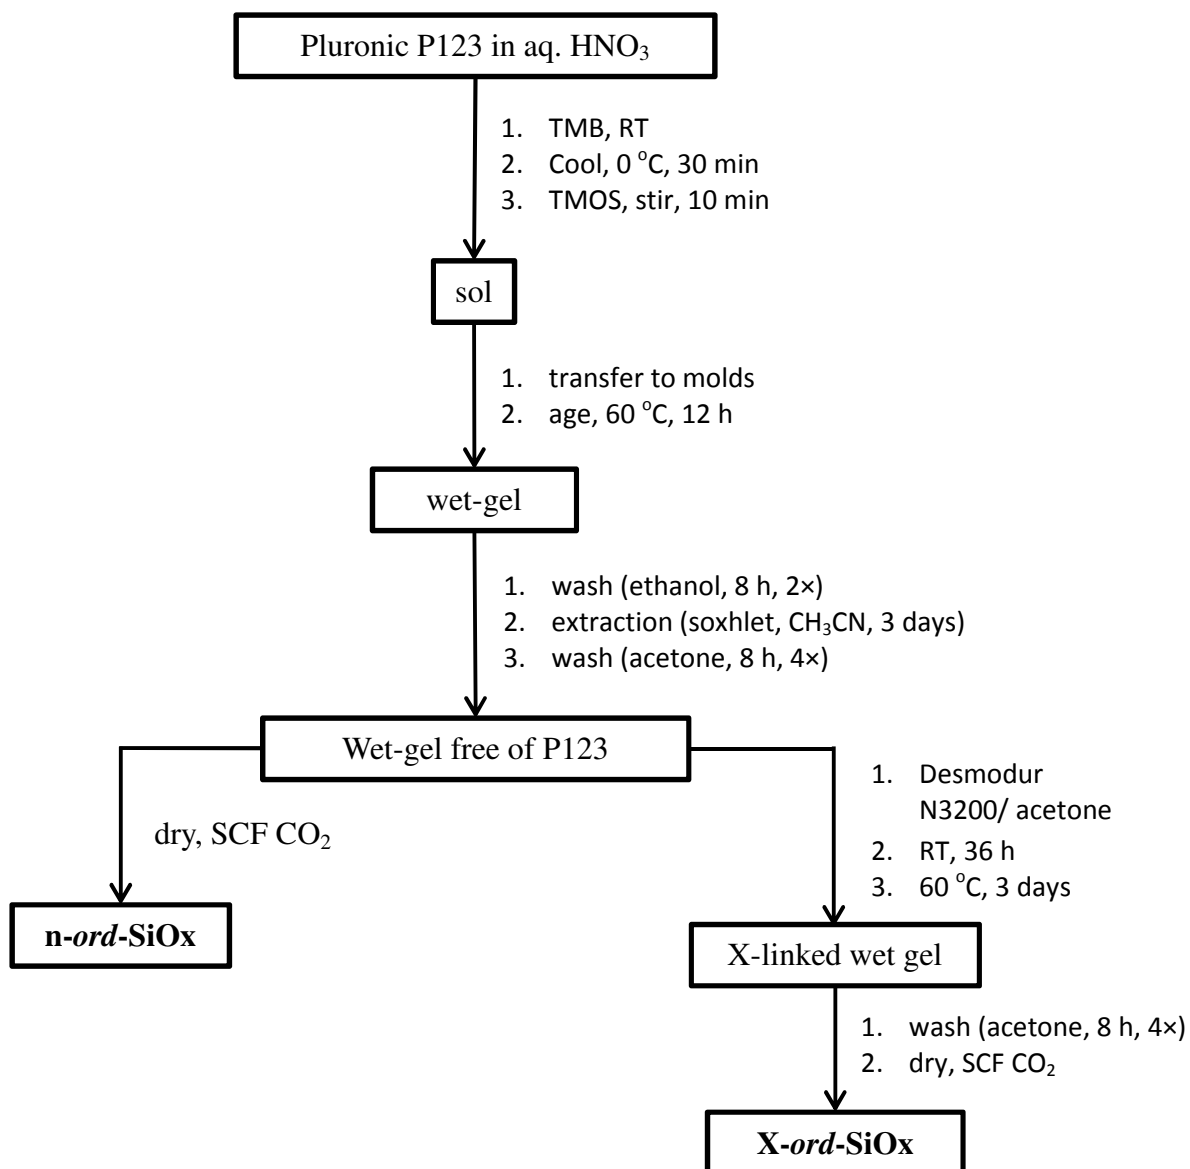 Pluronic P123 in aq. HNO₃
1. TMB, RT
2. Cool, 0 °C, 30 min
3. TMOS, stir, 10 min
sol
1. transfer to molds
2. age, 60 °C, 12 h
wet-gel
1. wash (ethanol, 8 h, 2×)
2. extraction (soxhlet, CH₃CN, 3 days)
3. wash (acetone, 8 h, 4×)
Wet-gel free of P123
dry, SCF CO₂
n-ord-SiOx
1. Desmodur
N3200/ acetone
2. RT, 36 h
3. 60 °C, 3 days
X-linked wet gel
1. wash (acetone, 8 h, 4×)
2. dry, SCF CO₂
X-ord-SiOx